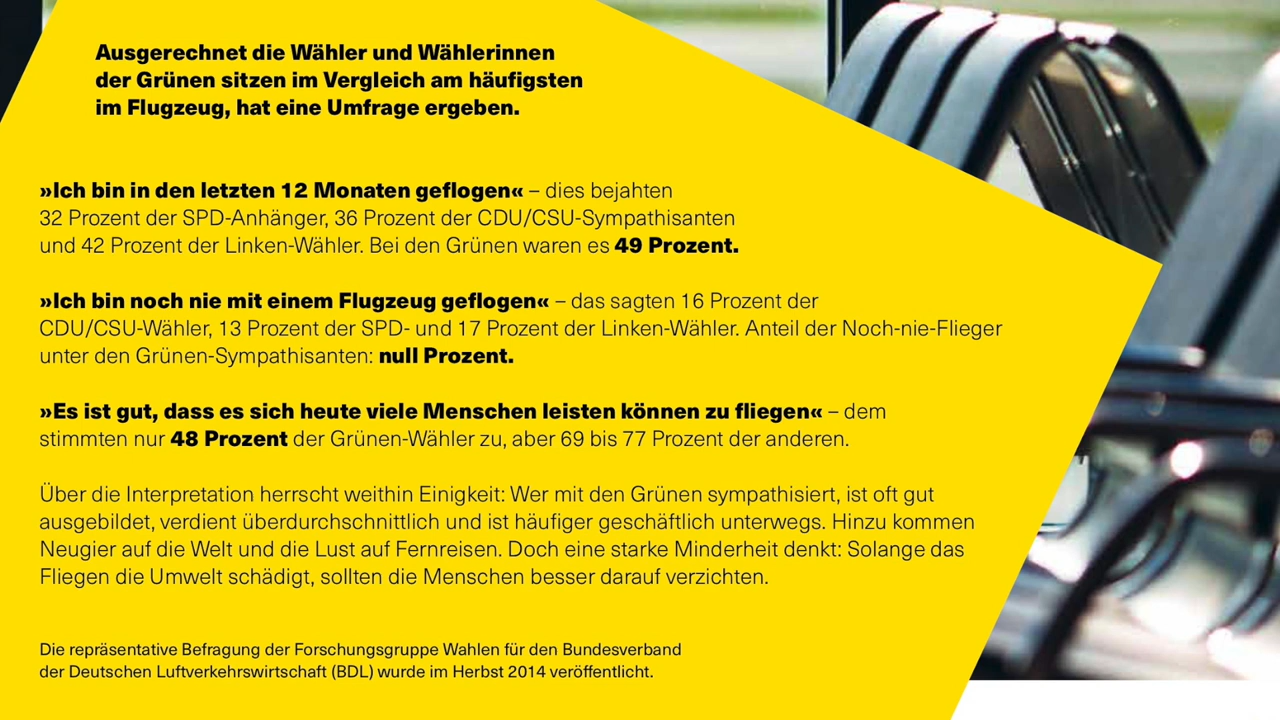 Ausgerechnet die Wähler und Wählerinnen
der Grünen sitzen im Vergleich am häufigsten
im Flugzeug, hat eine Umfrage ergeben.
»Ich bin in den letzten 12 Monaten geflogen« – dies bejahten
32 Prozent der SPD-Anhänger, 36 Prozent der CDU/CSU-Sympathisanten
und 42 Prozent der Linken-Wähler. Bei den Grünen waren es 49 Prozent.
»Ich bin noch nie mit einem Flugzeug geflogen« – das sagten 16 Prozent der
CDU/CSU-Wähler, 13 Prozent der SPD- und 17 Prozent der Linken-Wähler. Anteil der Noch-nie-Flieger
unter den Grünen-Sympathisanten: null Prozent.
»Es ist gut, dass es sich heute viele Menschen leisten können zu fliegen« – dem
stimmten nur 48 Prozent der Grünen-Wähler zu, aber 69 bis 77 Prozent der anderen.
Über die Interpretation herrscht weithin Einigkeit: Wer mit den Grünen sympathisiert, ist oft gut
ausgebildet, verdient überdurchschnittlich und ist häufiger geschäftlich unterwegs. Hinzu kommen
Neugier auf die Welt und die Lust auf Fernreisen. Doch eine starke Minderheit denkt: Solange das
Fliegen die Umwelt schädigt, sollten die Menschen besser darauf verzichten.
Die repräsentative Befragung der Forschungsgruppe Wahlen für den Bundesverband
der Deutschen Luftverkehrswirtschaft (BDL) wurde im Herbst 2014 veröffentlicht.